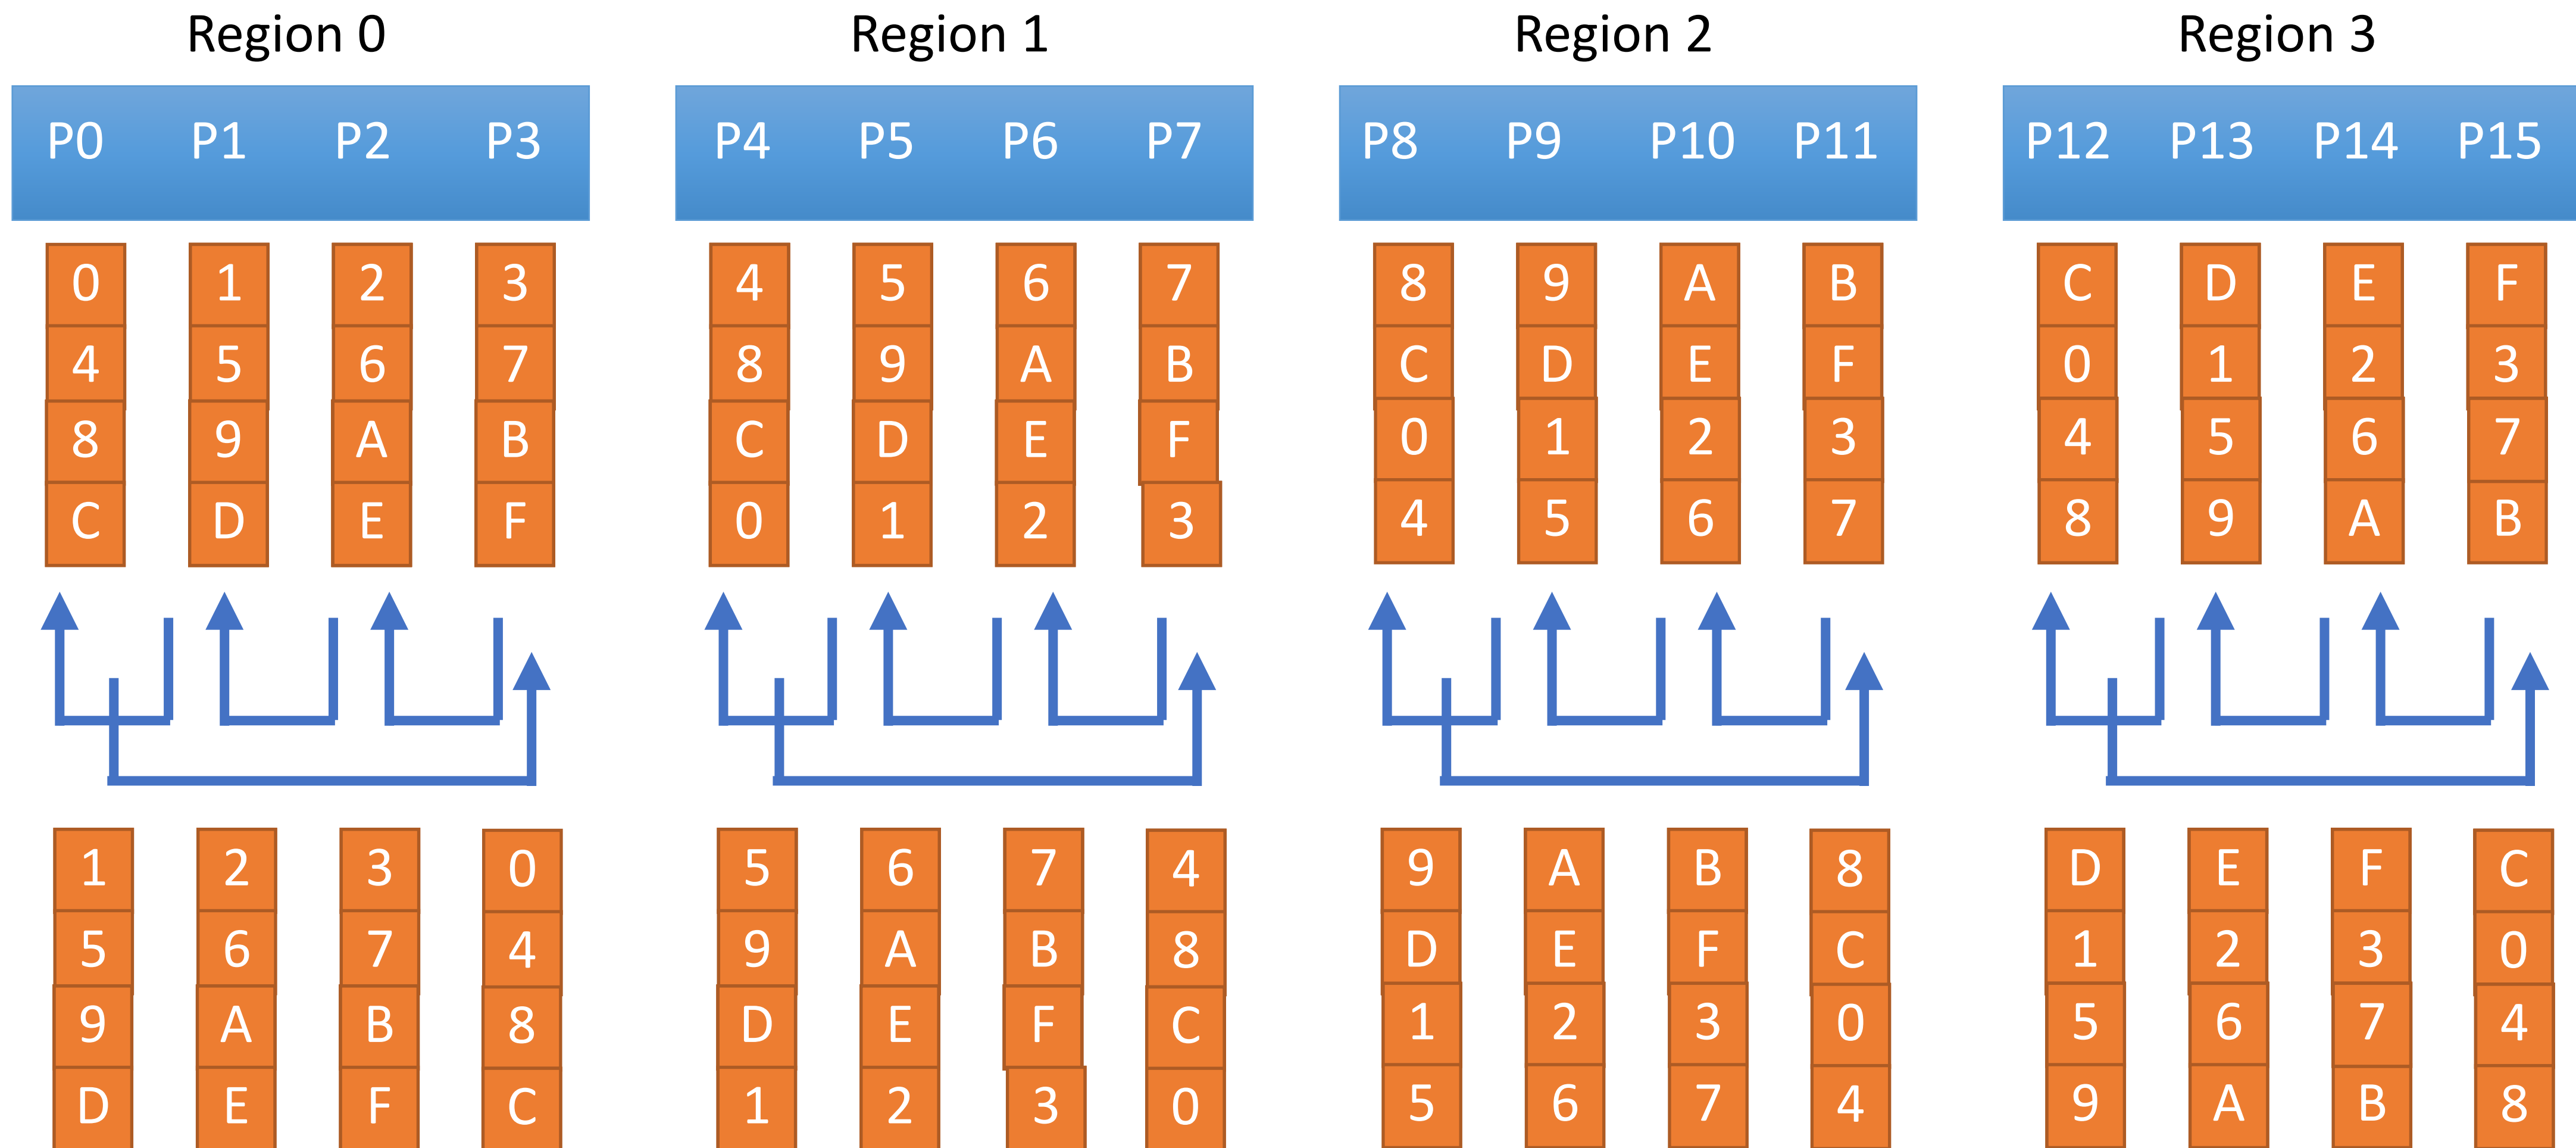 Region 0 Region 1 Region 2 Region 3
P0 P1 P2 P3 P4 P5 P6 P7 P8 P9 P10 P11 P12 P13 P14 P15
0 1 2 3 4 5 6 7 8 9 A B C D E F
4 5 6 7 8 9 A B C D E F 0 1 2 3
8 9 A B C D E F 0 1 2 3 4 5 6 7
C D E F 0 1 2 3 4 5 6 7 8 9 A B
1 2 3 0 5 6 7 4 9 A B 8 D E F C
5 6 7 4 9 A B 8 D E F C 1 2 3 0
9 A B 8 D E F C 1 2 3 0 5 6 7 4
D E F C 1 2 3 0 5 6 7 4 9 A B 8